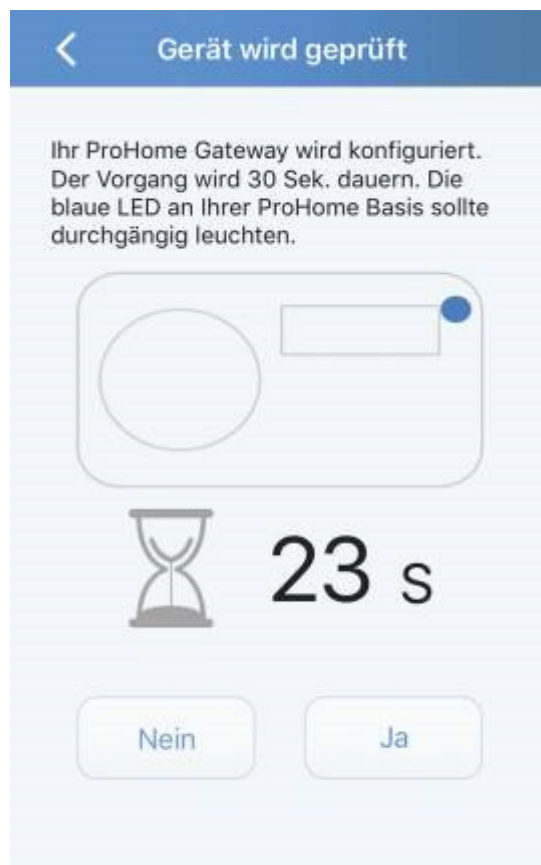 Gerät wird geprüft
Ihr ProHome Gateway wird konfiguriert.
Der Vorgang wird 30 Sek. dauern. Die
blaue LED an Ihrer ProHome Basis sollte
durchgängig leuchten.
23 s
Nein
Ja